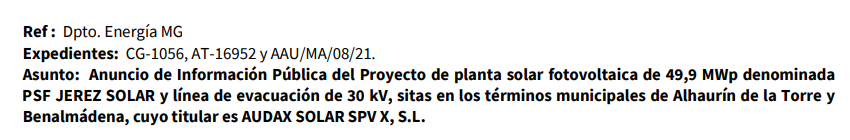 Ref : Dpto. Energía MG
Expedientes: CG-1056, AT-16952 y AAU/MA/08/21.
Asunto: Anuncio de Información Pública del Proyecto de planta solar fotovoltaica de 49,9 MWp denominada
PSF JEREZ SOLAR y línea de evacuación de 30 kV, sitas en los términos municipales de Alhaurín de la Torre y
Benalmádena, cuyo titular es AUDAX SOLAR SPV X, S.L.